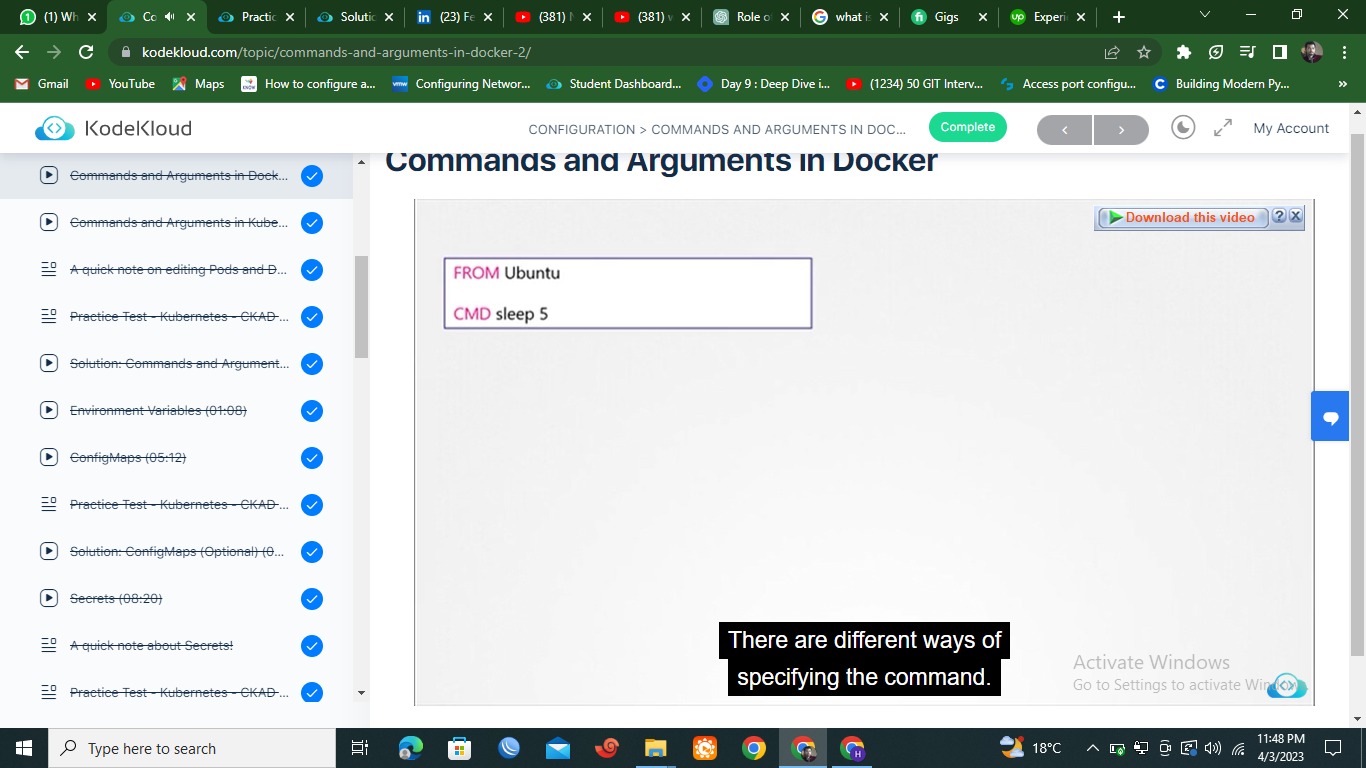 (1) Wh
Co
Practic
Solutio
(23) Fe
(381) N
(381) v
Role o
what is
Gigs
Experi
kodekloud.com/topic/commands-and-arguments-in-docker-2/
Gmail
YouTube
Maps
How to configure a...
Configuring Networ...
Student Dashboard...
Day 9 : Deep Dive i...
(1234) 50 GIT Interv...
Access port configu...
Building Modern Py...
»
KodeKloud
CONFIGURATION > COMMANDS AND ARGUMENTS IN DOC...
Complete
My Account
Commands and Arguments in Dock...
Commands and Arguments in Kube...
A quick note on editing Pods and D...
Practice Test - Kubernetes - CKAD ...
Solution: Commands and Argument...
Environment Variables (01:08)
ConfigMaps (05:12)
Practice Test - Kubernetes - CKAD ...
Solution: ConfigMaps (Optional) (0...
Secrets (08:20)
A quick note about Secrets!
Practice Test - Kubernetes - CKAD ...
Commands and Arguments in Docker
Download this video
FROM Ubuntu
CMD sleep 5
There are different ways of
specifying the command.
Activate Windows
Go to Settings to activate Windows.
Type here to search
18°C
11:48 PM
4/3/2023